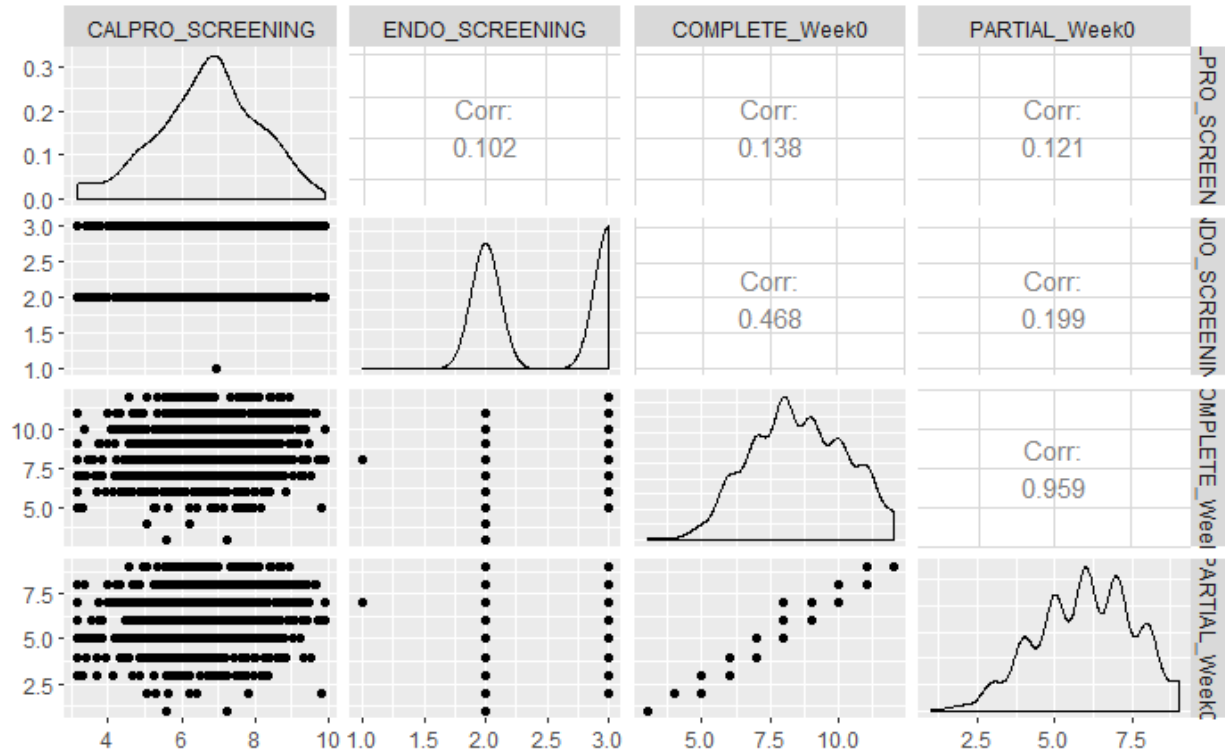 CALPRO_SCREENING ENDO_SCREENING COMPLETE_Week0 PARTIAL_Week0
0.3
0.2
0.1
0.0
Corr:
0.102
Corr:
0.138
Corr:
0.121
_PRO_SCREEN
3.0
2.5
2.0
1.5
1.0
Corr:
0.468
Corr:
0.199
NDO_SCREENIN
10.0
7.5
5.0
Corr:
0.959
OMPLETE_Weel
7.5
5.0
2.5
PARTIAL_Week0
4 6 8 10 1.0 1.5 2.0 2.5 3.0 5.0 7.5 10.0 2.5 5.0 7.5